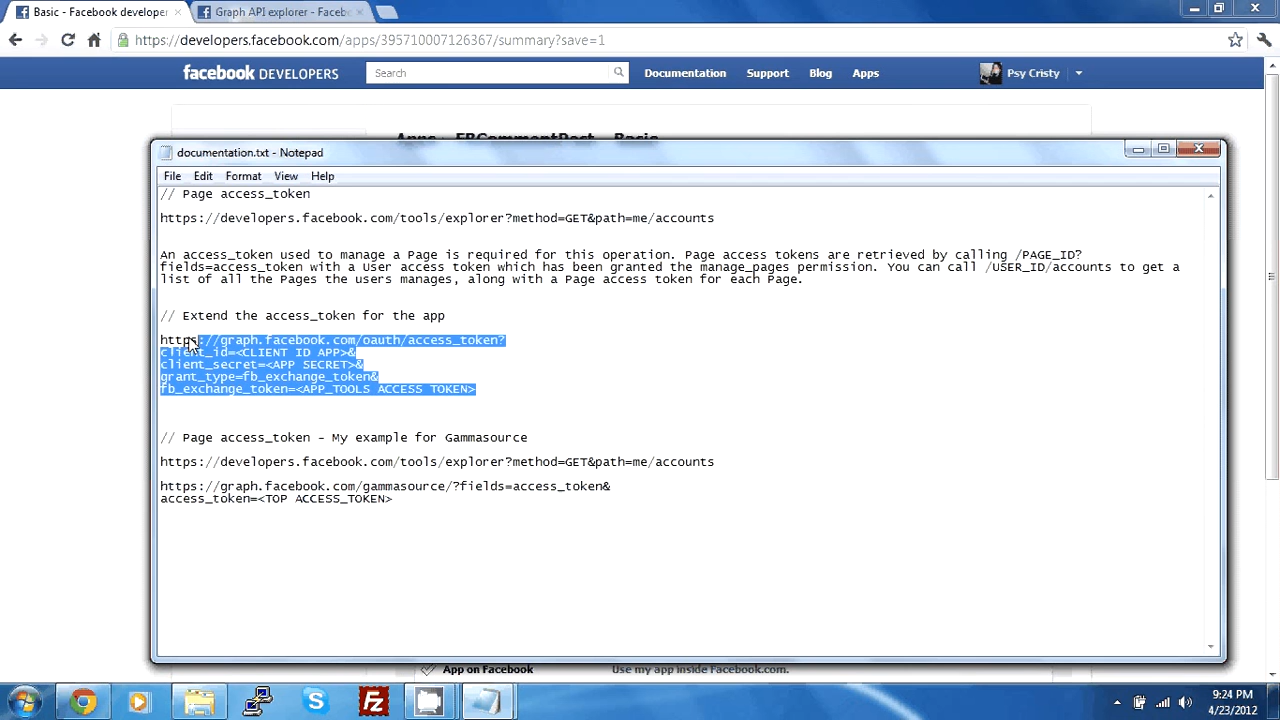 Basic - Facebook developer
Graph API explorer - Faceb
https://developers.facebook.com/apps/395710007126367/summary?save=1
facebook DEVELOPERS
Search
Documentation
Support
Blog
Apps
Psy Cristy
Apps FBCommentPost Basic
documentation.txt - Notepad
File Edit Format View Help
// Page access_token
https://developers.facebook.com/tools/explorer?method=GET&path=me/accounts
An access_token used to manage a Page is required for this operation. Page access tokens are retrieved by calling /PAGE_ID?
fields=access_token with a User access token which has been granted the manage_pages permission. You can call /USER_ID/accounts to get a
list of all the Pages the users manages, along with a Page access token for each Page.
// Extend the access_token for the app
https://graph.facebook.com/oauth/access_token?
client_id=<CLIENT ID APP>&
client_secret=<APP SECRET>&
grant_type=fb_exchange_token&
fb_exchange_token=<APP_TOOLS ACCESS TOKEN>
// Page access_token - My example for Gammasource
https://developers.facebook.com/tools/explorer?method=GET&path=me/accounts
https://graph.facebook.com/gammasource/?fields=access_token&
access_token=<TOP ACCESS_TOKEN>
App on Facebook
Use my app inside Facebook.com.
9:24 PM
4/23/2012